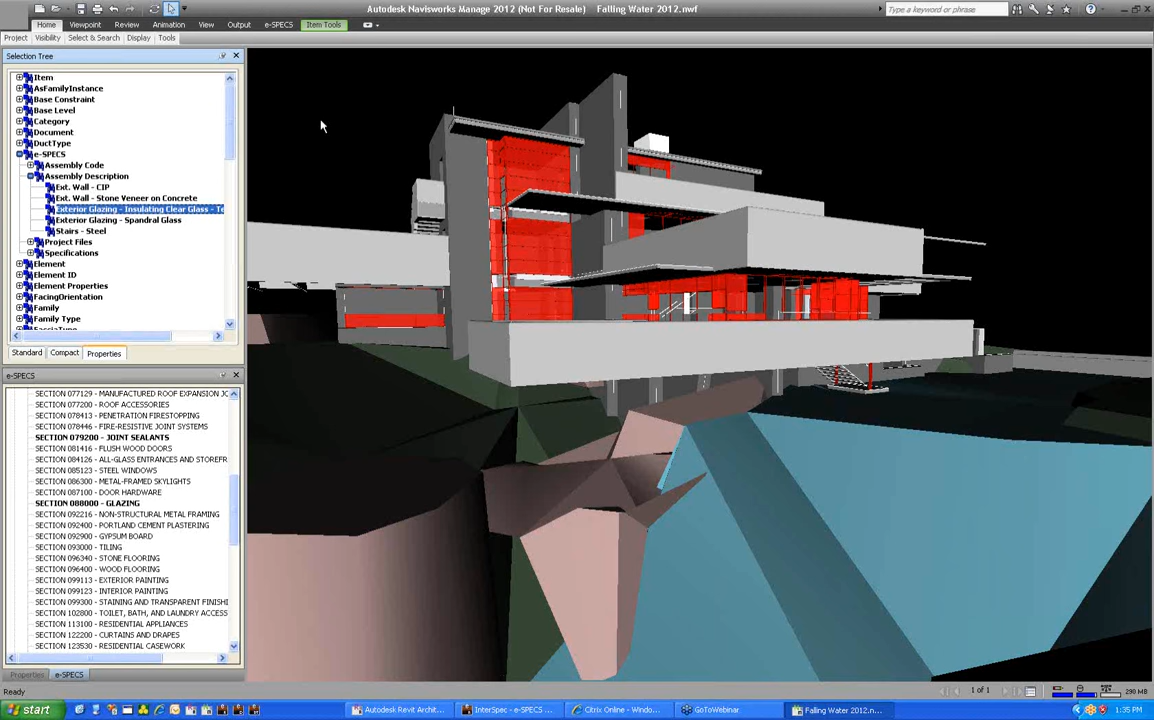 Autodesk Navisworks Manage 2012 (Not For Resale) Falling Water 2012.nwf
Type a keyword or phrase
Home Viewpoint Review Animation View Output e-SPECS Item Tools
Project Visibility Select & Search Display Tools
Selection Tree
Item
AsFamilyInstance
Base Constraint
Base Level
Category
Document
DuctType
e-SPECS
Assembly Code
Assembly Description
Ext. Wall - CIP
Ext. Wall - Stone Veneer on Concrete
Exterior Glazing - Insulating Clear Glass - Te
Exterior Glazing - Spandral Glass
Stairs - Steel
Project Files
Specifications
Element
Element ID
Element Properties
FacingOrientation
Family
Family Type
FasciaType
Standard Compact Properties
e-SPECS
SECTION 077129 - MANUFACTURED ROOF EXPANSION JO
SECTION 077200 - ROOF ACCESSORIES
SECTION 078413 - PENETRATION FIRESTOPPING
SECTION 078446 - FIRE-RESISTIVE JOINT SYSTEMS
SECTION 079200 - JOINT SEALANTS
SECTION 081416 - FLUSH WOOD DOORS
SECTION 084126 - ALL-GLASS ENTRANCES AND STOREFR
SECTION 085123 - STEEL WINDOWS
SECTION 086300 - METAL-FRAMED SKYLIGHTS
SECTION 087100 - DOOR HARDWARE
SECTION 088000 - GLAZING
SECTION 092216 - NON-STRUCTURAL METAL FRAMING
SECTION 092400 - PORTLAND CEMENT PLASTERING
SECTION 092900 - GYPSUM BOARD
SECTION 093000 - TILING
SECTION 096340 - STONE FLOORING
SECTION 096400 - WOOD FLOORING
SECTION 099113 - EXTERIOR PAINTING
SECTION 099123 - INTERIOR PAINTING
SECTION 099300 - STAINING AND TRANSPARENT FINISHI
SECTION 102800 - TOILET, BATH, AND LAUNDRY ACCESS
SECTION 113100 - RESIDENTIAL APPLIANCES
SECTION 122200 - CURTAINS AND DRAPES
SECTION 123530 - RESIDENTIAL CASEWORK
Properties e-SPECS
Ready 1 of 1 290 MB
start Autodesk Revit Archit... InterSpec - e-SPECS ... Citrix Online - Windo... GoToWebinar Falling Water 2012.n... 1:35 PM